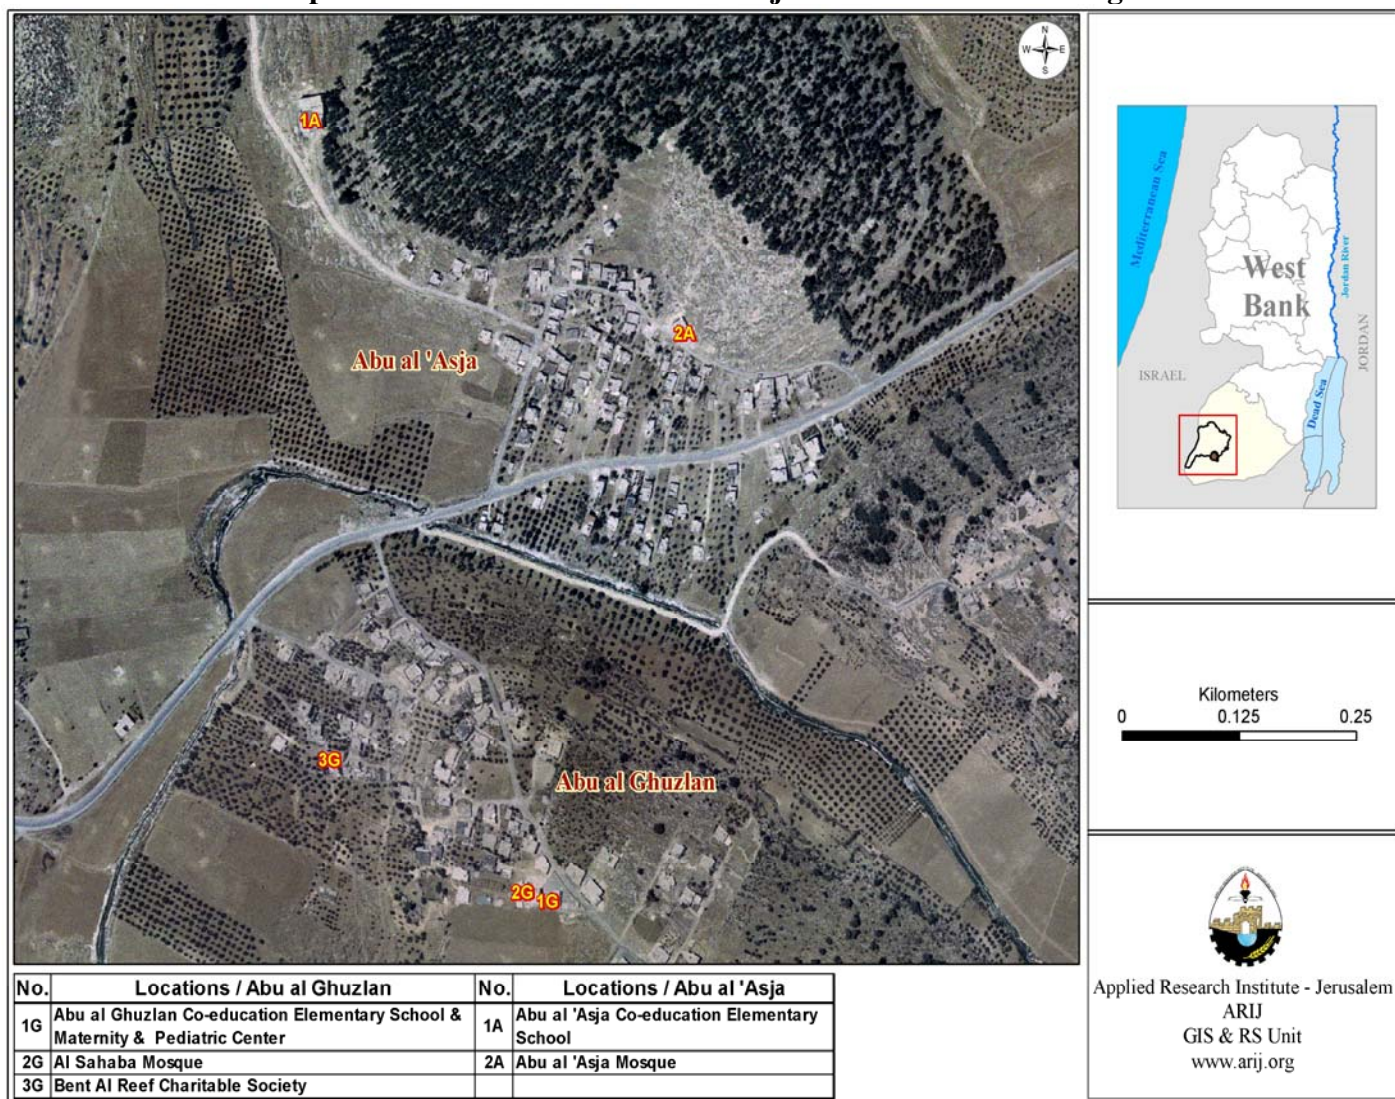 N
W E
S
1A
2A
Abu al 'Asja
3G
Abu al Ghuzlan
2G
1G
Mediterranean Sea
West
Bank
Jordan River
JORDAN
ISRAEL
Dead Sea
Kilometers
0 0.125 0.25
Applied Research Institute - Jerusalem
ARIJ
GIS & RS Unit
www.arij.org
No. Locations / Abu al Ghuzlan No. Locations / Abu al 'Asja
1G Abu al Ghuzlan Co-education Elementary School & Maternity & Pediatric Center 1A Abu al 'Asja Co-education Elementary School
2G Al Sahaba Mosque 2A Abu al 'Asja Mosque
3G Bent Al Reef Charitable Society